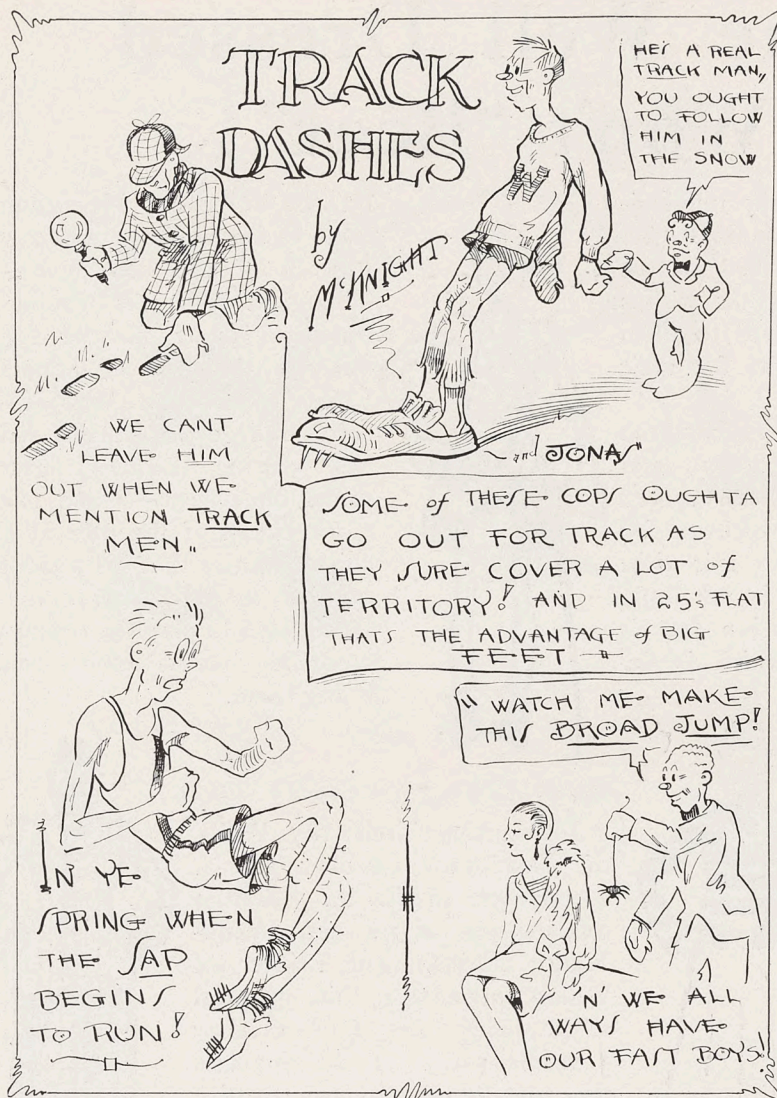 TRACK
DASHES
by
McKNIGHT
and JONAS"
HE'S A REAL
TRACK MAN,,
YOU OUGHT
TO FOLLOW
HIM IN
THE SNOW
W
WE CANT
LEAVE HIM
OUT WHEN WE
MENTION TRACK
MEN,,
SOME of THESE COPS OUGHTA
GO OUT FOR TRACK AS
THEY SURE COVER A LOT of
TERRITORY! AND IN 25's FLAT
THATS THE ADVANTAGE of BIG
FEET
IN YE
SPRING WHEN
THE SAP
BEGINS
TO RUN!
"WATCH ME MAKE
THIS BROAD JUMP!
'N' WE ALL
WAYS HAVE
OUR FAST BOYS!